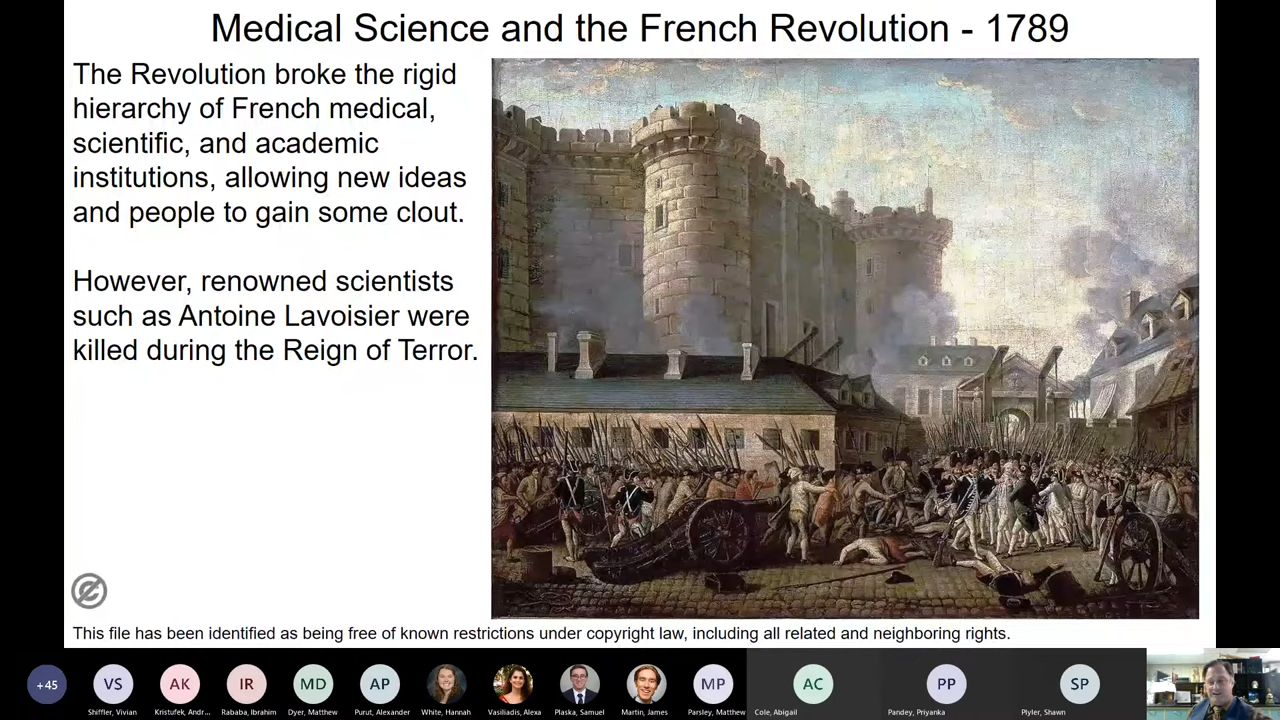 Medical Science and the French Revolution - 1789
The Revolution broke the rigid
hierarchy of French medical,
scientific, and academic
institutions, allowing new ideas
and people to gain some clout.
However, renowned scientists
such as Antoine Lavoisier were
killed during the Reign of Terror.
This file has been identified as being free of known restrictions under copyright law, including all related and neighboring rights.
+45
VS
AK
IR
MD
AP
MP
AC
PP
SP
Shiffler, Vivian
Kristufek, Andr...
Rababa, Ibrahim
Dyer, Matthew
Purut, Alexander
White, Hannah
Vasiliadis, Alexa
Plaska, Samuel
Martin, James
Parsley, Matthew
Cole, Abigail
Pandey, Priyanka
Plyler, Shawn